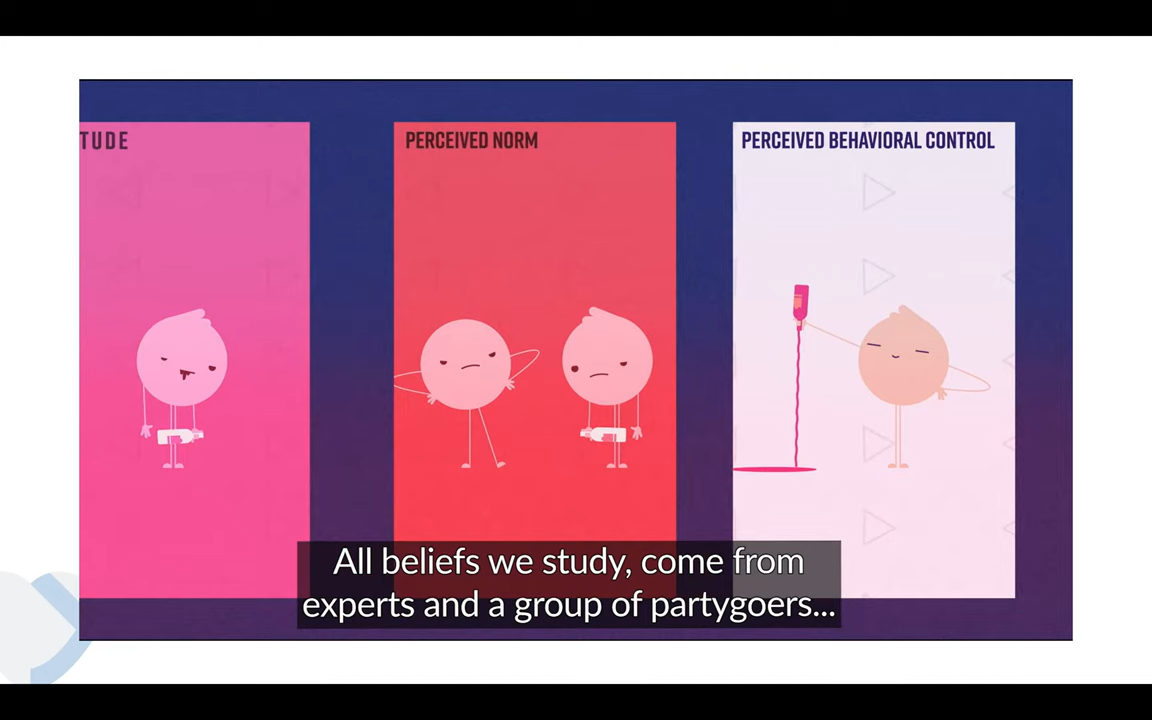 TUDE
PERCEIVED NORM
PERCEIVED BEHAVIORAL CONTROL
All beliefs we study, come from
experts and a group of partygoers...